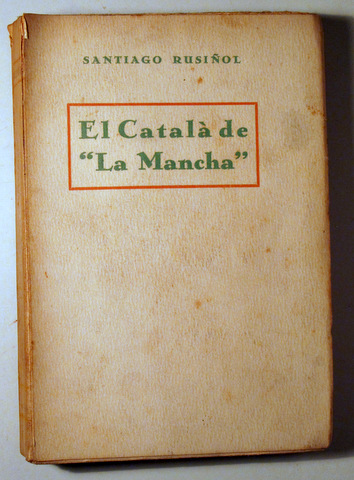 SANTIAGO RUSIÑOL
El Català de
"La Mancha"